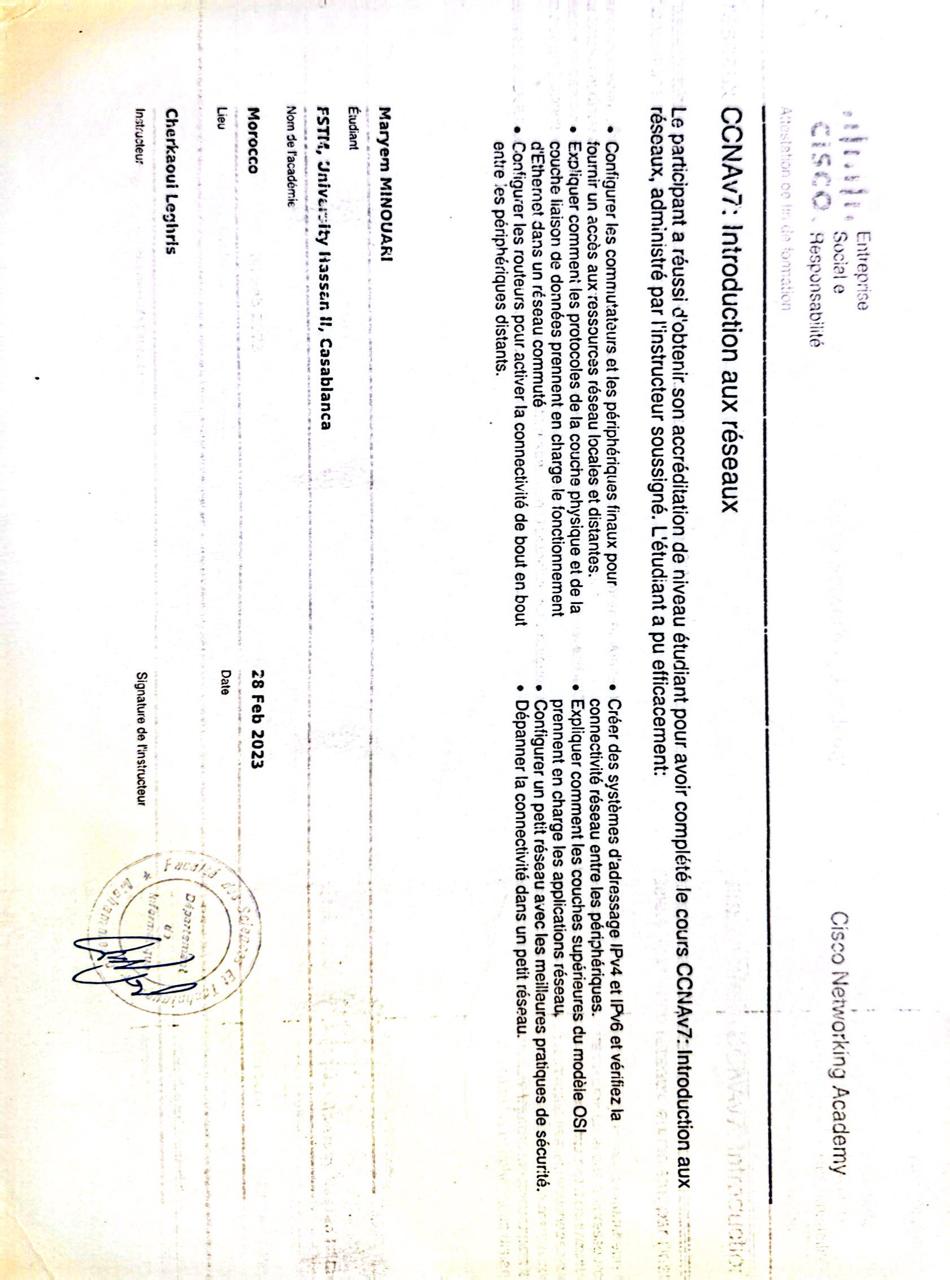 Entreprise
Sociale
Responsabilité
CISCO
Cisco Networking Academy
Attestation de fin de formation
CCNAv7: Introduction aux réseaux
Le participant a réussi d'obtenir son accréditation de niveau étudiant pour avoir complété le cours CCNAv7: Introduction aux
réseaux, administré par l'instructeur soussigné. L'étudiant a pu efficacement:
• Configurer les commutateurs et les périphériques finaux pour
fournir un accès aux ressources réseau locales et distantes.
• Expliquer comment les protocoles de la couche physique et de la
couche liaison de données prennent en charge le fonctionnement
d'Ethernet dans un réseau commuté
• Configurer les routeurs pour activer la connectivité de bout en bout
entre les périphériques distants.
• Créer des systèmes d'adressage IPv4 et IPv6 et vérifiez la
connectivité réseau entre les périphériques.
• Expliquer comment les couches supérieures du modèle OSI
prennent en charge les applications réseau.
• Configurer un petit réseau avec les meilleures pratiques de sécurité.
• Dépanner la connectivité dans un petit réseau.
Maryem MINOUARI
Étudiant
FSTM, University Hassan II, Casablanca
Nom de l'académie
Morocco
Lieu
28 Feb 2023
Date
Cherkaoui Leghris
Instructeur
Signature de l'instructeur
Faculté des Sciences Et Techniques
Département